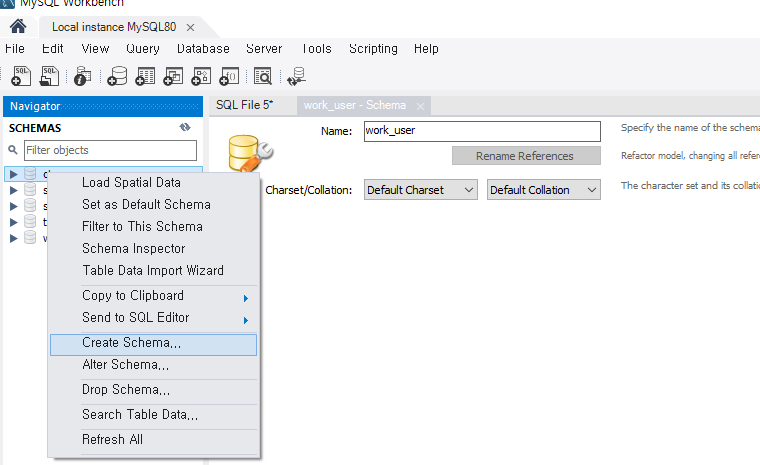 MySQL Workbench
Local instance MySQL80
File Edit View Query Database Server Tools Scripting Help
Navigator
SQL File 5*
work_user - Schema
SCHEMAS
Filter objects
Name:
work_user
Specify the name of the schema
Rename References
Refactor model, changing all refere
Charset/Collation:
Default Charset
Default Collation
The character set and its collatio
Load Spatial Data
Set as Default Schema
Filter to This Schema
Schema Inspector
Table Data Import Wizard
Copy to Clipboard
Send to SQL Editor
Create Schema...
Alter Schema...
Drop Schema...
Search Table Data...
Refresh All